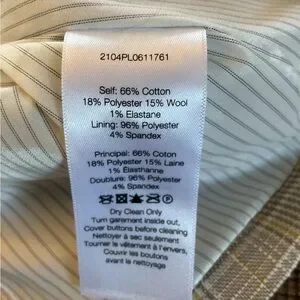 2104PL0611761
Self: 66% Cotton
18% Polyester 15% Wool
1% Elastane
Lining: 96% Polyester
4% Spandex
Principal: 66% Coton
18% Polyester 15% Laine
1% Élasthanne
Doublure: 96% Polyester
4% Spandex
Dry Clean Only
Turn garement inside out,
Cover buttons before cleaning
Nettoyer à sec seulement
Tourner le vêtement à l'envers,
Couvrir les boutons
avant le nettoyage